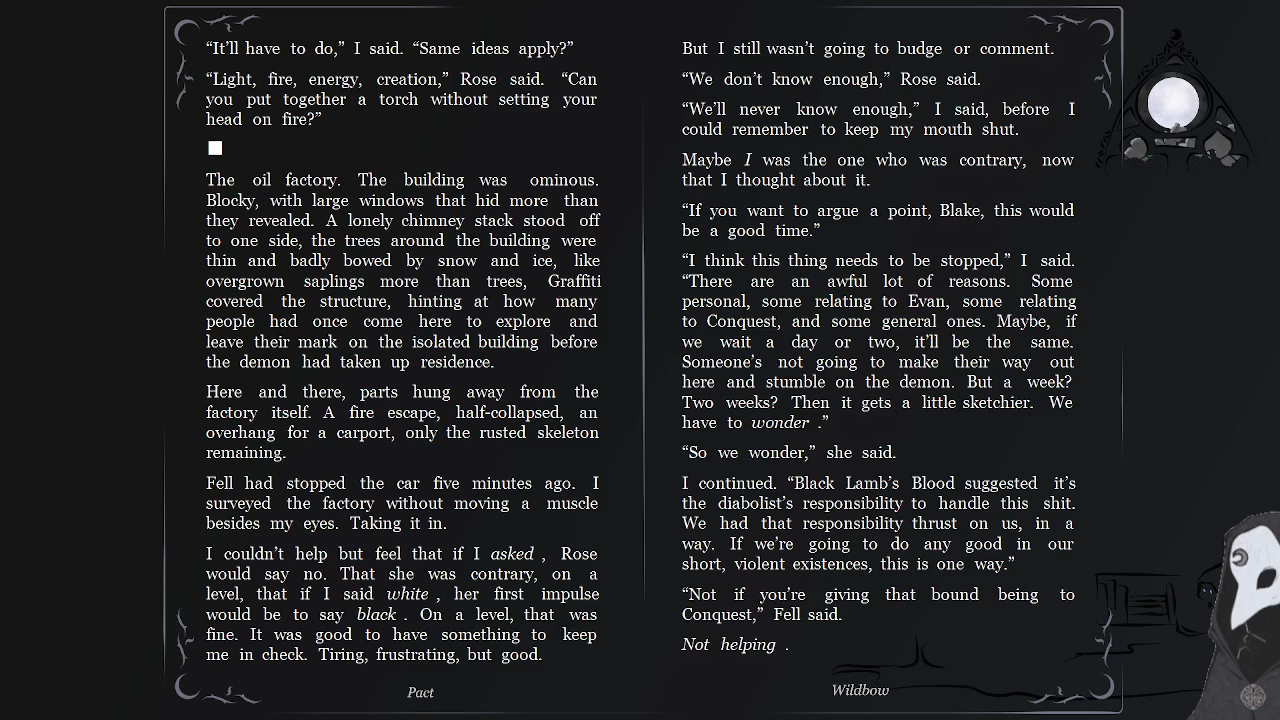 “It’ll have to do,” I said. “Same ideas apply?”
“Light, fire, energy, creation,” Rose said. “Can
you put together a torch without setting your
head on fire?”
■
The oil factory. The building was ominous.
Blocky, with large windows that hid more than
they revealed. A lonely chimney stack stood off
to one side, the trees around the building were
thin and badly bowed by snow and ice, like
overgrown saplings more than trees, Graffiti
covered the structure, hinting at how many
people had once come here to explore and
leave their mark on the isolated building before
the demon had taken up residence.
Here and there, parts hung away from the
factory itself. A fire escape, half-collapsed, an
overhang for a carport, only the rusted skeleton
remaining.
Fell had stopped the car five minutes ago. I
surveyed the factory without moving a muscle
besides my eyes. Taking it in.
I couldn’t help but feel that if I asked , Rose
would say no. That she was contrary, on a
level, that if I said white , her first impulse
would be to say black . On a level, that was
fine. It was good to have something to keep
me in check. Tiring, frustrating, but good.
Pact
But I still wasn’t going to budge or comment.
“We don’t know enough,” Rose said.
“We’ll never know enough,” I said, before I
could remember to keep my mouth shut.
Maybe I was the one who was contrary, now
that I thought about it.
“If you want to argue a point, Blake, this would
be a good time.”
“I think this thing needs to be stopped,” I said.
“There are an awful lot of reasons. Some
personal, some relating to Evan, some relating
to Conquest, and some general ones. Maybe, if
we wait a day or two, it’ll be the same.
Someone’s not going to make their way out
here and stumble on the demon. But a week?
Two weeks? Then it gets a little sketchier. We
have to wonder .”
“So we wonder,” she said.
I continued. “Black Lamb’s Blood suggested it’s
the diabolist’s responsibility to handle this shit.
We had that responsibility thrust on us, in a
way. If we’re going to do any good in our
short, violent existences, this is one way.”
“Not if you’re giving that bound being to
Conquest,” Fell said.
Not helping .
Wildbow